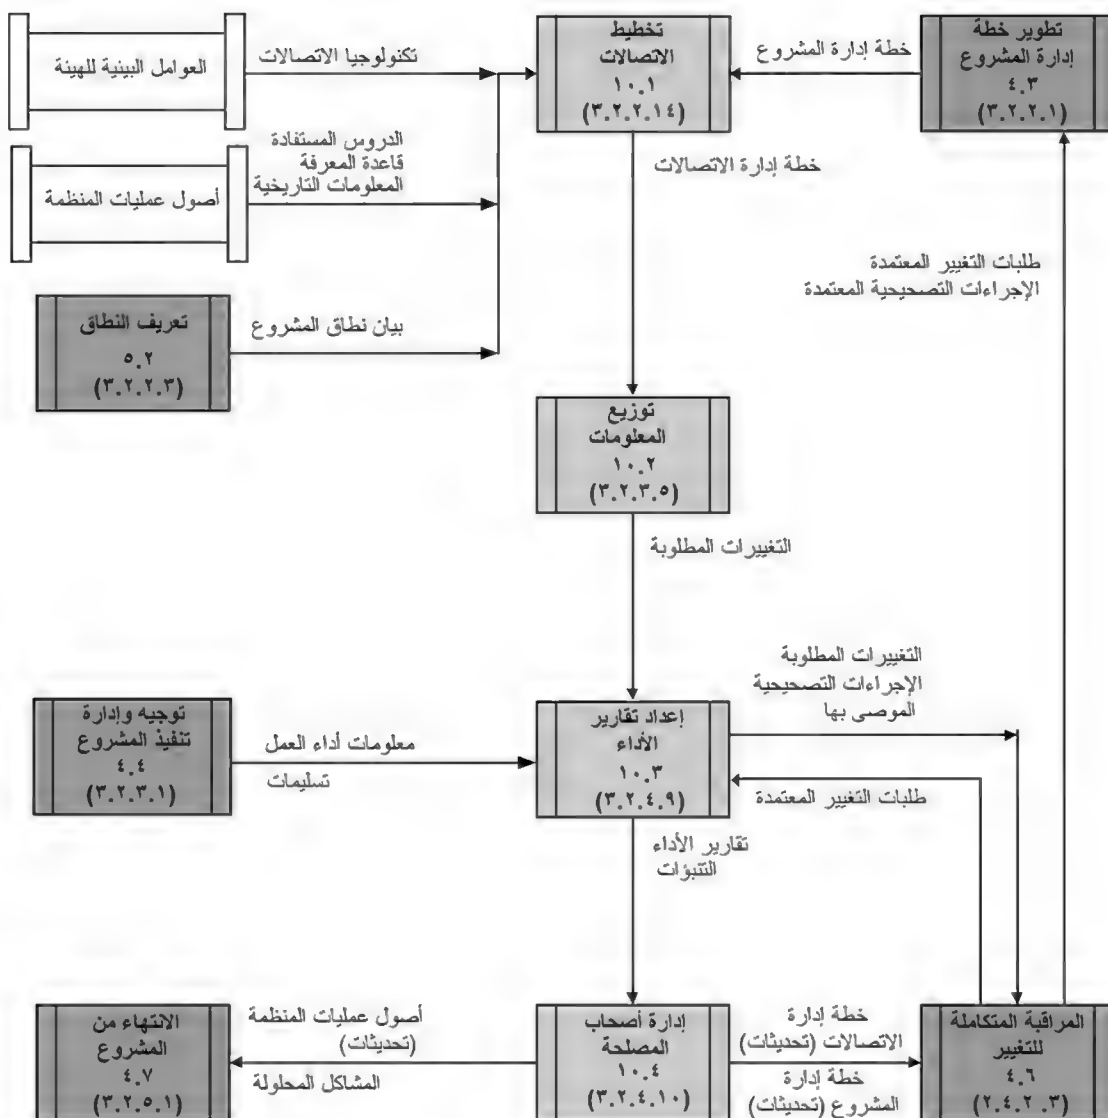 تخطيط
الاتصالات
١٠.١
(٣.٢.٢.١٤)
خطة إدارة المشروع
تطوير خطة
إدارة المشروع
٤.٣
(٣.٢.٢.١)
العوامل البيئية للهيئة
تكنولوجيا الاتصالات
الدروس المستفادة
قاعدة المعرفة
المعلومات التاريخية
أصول عمليات المنظمة
خطة إدارة الاتصالات
طلبات التغيير المعتمدة
الإجراءات التصحيحية المعتمدة
تعريف النطاق
٥.٢
(٣.٢.٢.٣)
بيان نطاق المشروع
توزيع
المعلومات
١٠.٢
(٣.٢.٣.٥)
التغييرات المطلوبة
التغييرات المطلوبة
الإجراءات التصحيحية
الموصى بها
توجيه وإدارة
تنفيذ المشروع
٤.٤
(٣.٢.٣.١)
معلومات أداء العمل
تسليمات
إعداد تقارير
الأداء
١٠.٣
(٣.٢.٤.٩)
طلبات التغيير المعتمدة
تقارير الأداء
التنبؤات
الانتهاء من
المشروع
٤.٧
(٣.٢.٥.١)
أصول عمليات المنظمة
(تحديثات)
المشاكل المحلولة
إدارة أصحاب
المصلحة
١٠.٤
(٣.٢.٤.١٠)
خطة إدارة
الاتصالات (تحديثات)
خطة إدارة
المشروع (تحديثات)
المراقبة المتكاملة
للتغيير
٤.٦
(٢.٤.٢.٣)